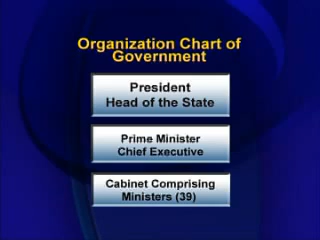 Organization Chart of
Government
President
Head of the State
Prime Minister
Chief Executive
Cabinet Comprising
Ministers (39)